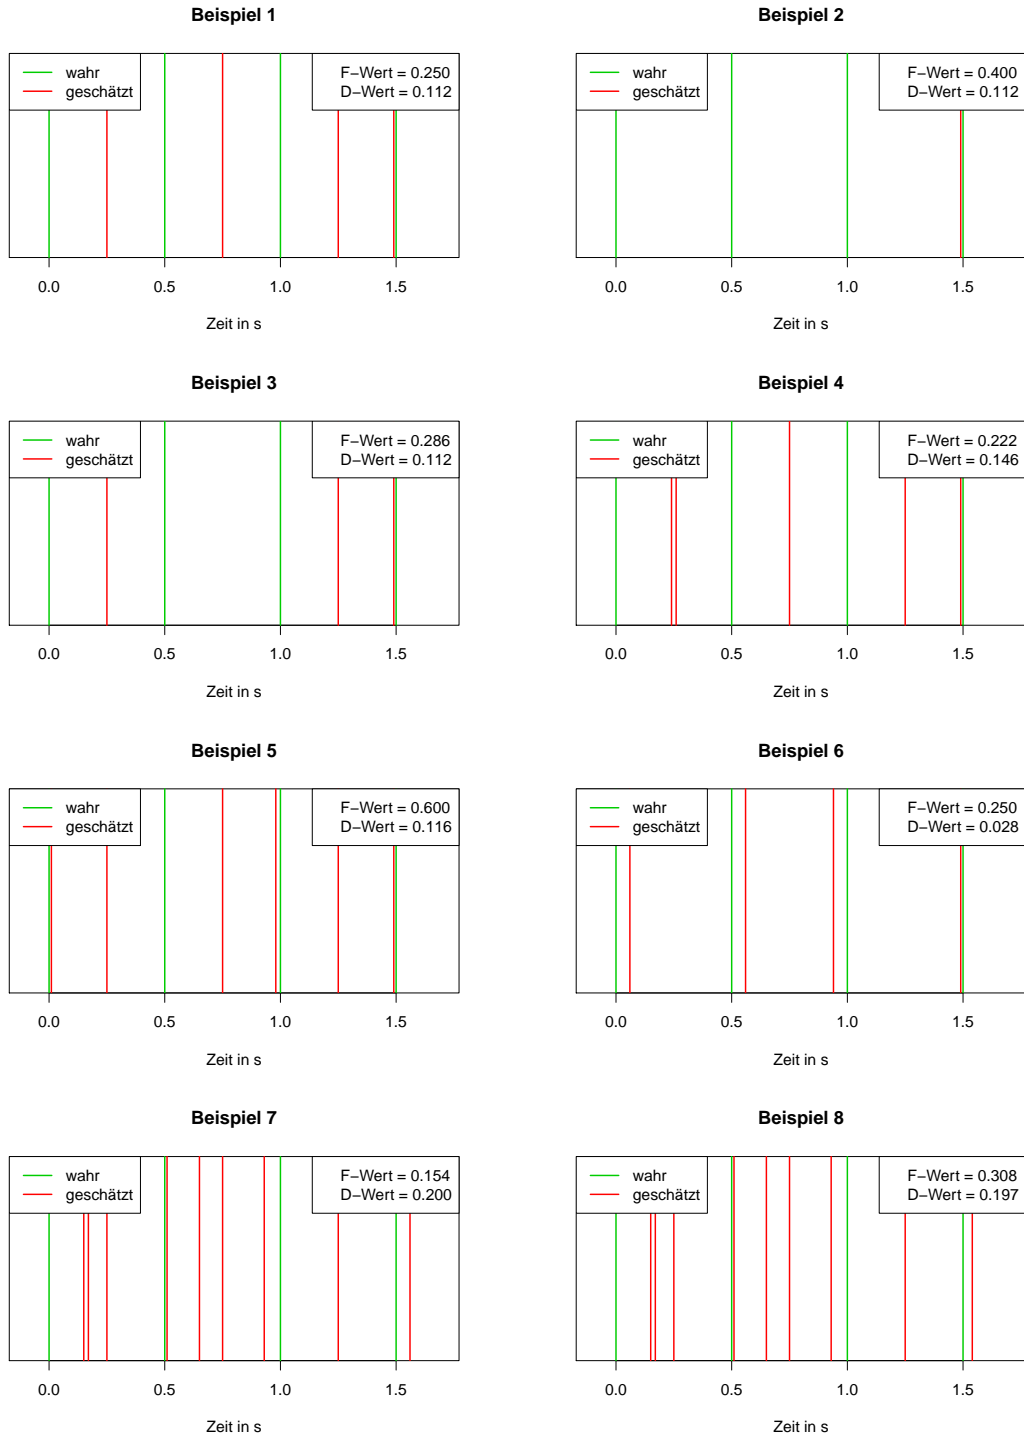 Beispiel 1
wahr
geschätzt
F−Wert = 0.250
D−Wert = 0.112
0.0 0.5 1.0 1.5
Zeit in s
Beispiel 2
wahr
geschätzt
F−Wert = 0.400
D−Wert = 0.112
0.0 0.5 1.0 1.5
Zeit in s
Beispiel 3
wahr
geschätzt
F−Wert = 0.286
D−Wert = 0.112
0.0 0.5 1.0 1.5
Zeit in s
Beispiel 4
wahr
geschätzt
F−Wert = 0.222
D−Wert = 0.146
0.0 0.5 1.0 1.5
Zeit in s
Beispiel 5
wahr
geschätzt
F−Wert = 0.600
D−Wert = 0.116
0.0 0.5 1.0 1.5
Zeit in s
Beispiel 6
wahr
geschätzt
F−Wert = 0.250
D−Wert = 0.028
0.0 0.5 1.0 1.5
Zeit in s
Beispiel 7
wahr
geschätzt
F−Wert = 0.154
D−Wert = 0.200
0.0 0.5 1.0 1.5
Zeit in s
Beispiel 8
wahr
geschätzt
F−Wert = 0.308
D−Wert = 0.197
0.0 0.5 1.0 1.5
Zeit in s